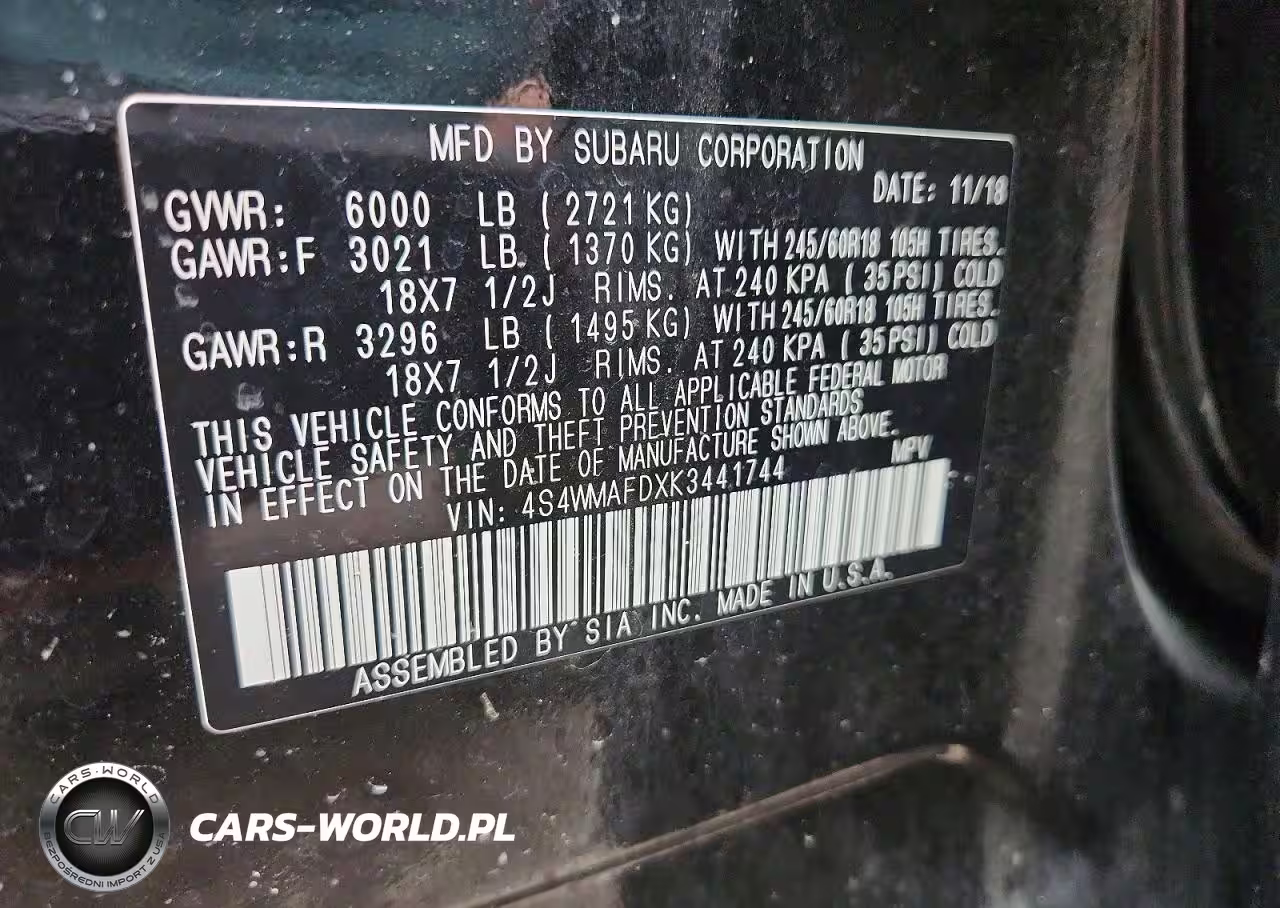 MFD BY SUBARU CORPORATION
DATE: 11/18
GVWR: 6000 LB ( 2721 KG)
GAWR:F 3021 LB. ( 1370 KG) WITH 245/60R18 105H TIRES.
18X7 1/2J RIMS. AT 240 KPA ( 35 PSI) COLD
GAWR:R 3296 LB ( 1495 KG) WITH 245/60R18 105H TIRES.
18X7 1/2J RIMS. AT 240 KPA ( 35 PSI) COLD
THIS VEHICLE CONFORMS TO ALL APPLICABLE FEDERAL MOTOR
VEHICLE SAFETY AND THEFT PREVENTION STANDARDS
IN EFFECT ON THE DATE OF MANUFACTURE SHOWN ABOVE.
VIN: 4S4WMAFDXK3441744 MPV
ASSEMBLED BY SIA INC. MADE IN U.S.A.
CARS-WORLD
CW
BEZPOŚREDNI IMPORT Z USA
CARS-WORLD.PL